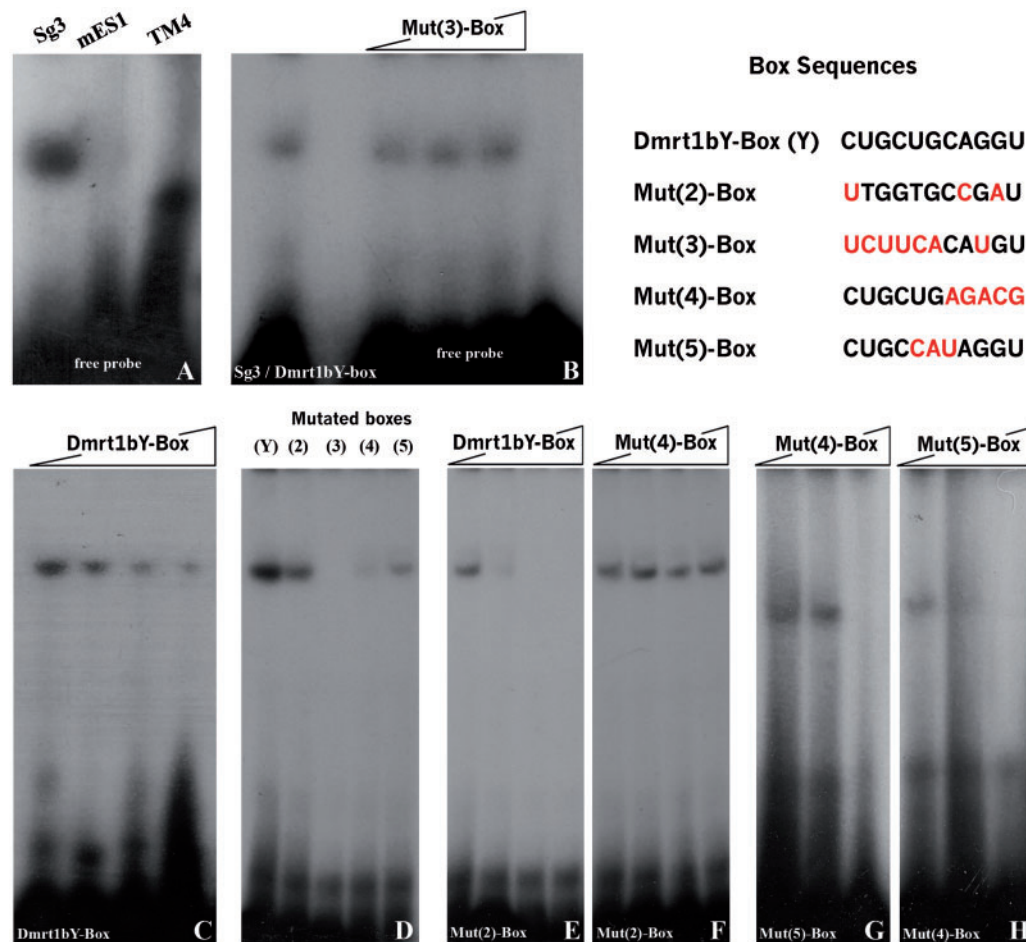 Sg3 mES1 TM4
free probe
A
Mut(3)-Box
free probe
Sg3 / Dmrt1bY-box
B
Box Sequences
Dmrt1bY-Box (Y) CUGCUGCAGGU
Mut(2)-Box UTGGTGCCGAU
Mut(3)-Box UCUUCACAUGU
Mut(4)-Box CUGCUGAGACG
Mut(5)-Box CUGCCAUAGGU
Dmrt1bY-Box
Dmrt1bY-Box
C
Mutated boxes
(Y) (2) (3) (4) (5)
D
Dmrt1bY-Box
Mut(2)-Box
E
Mut(4)-Box
Mut(2)-Box
F
Mut(4)-Box
Mut(5)-Box
G
Mut(5)-Box
Mut(4)-Box
H